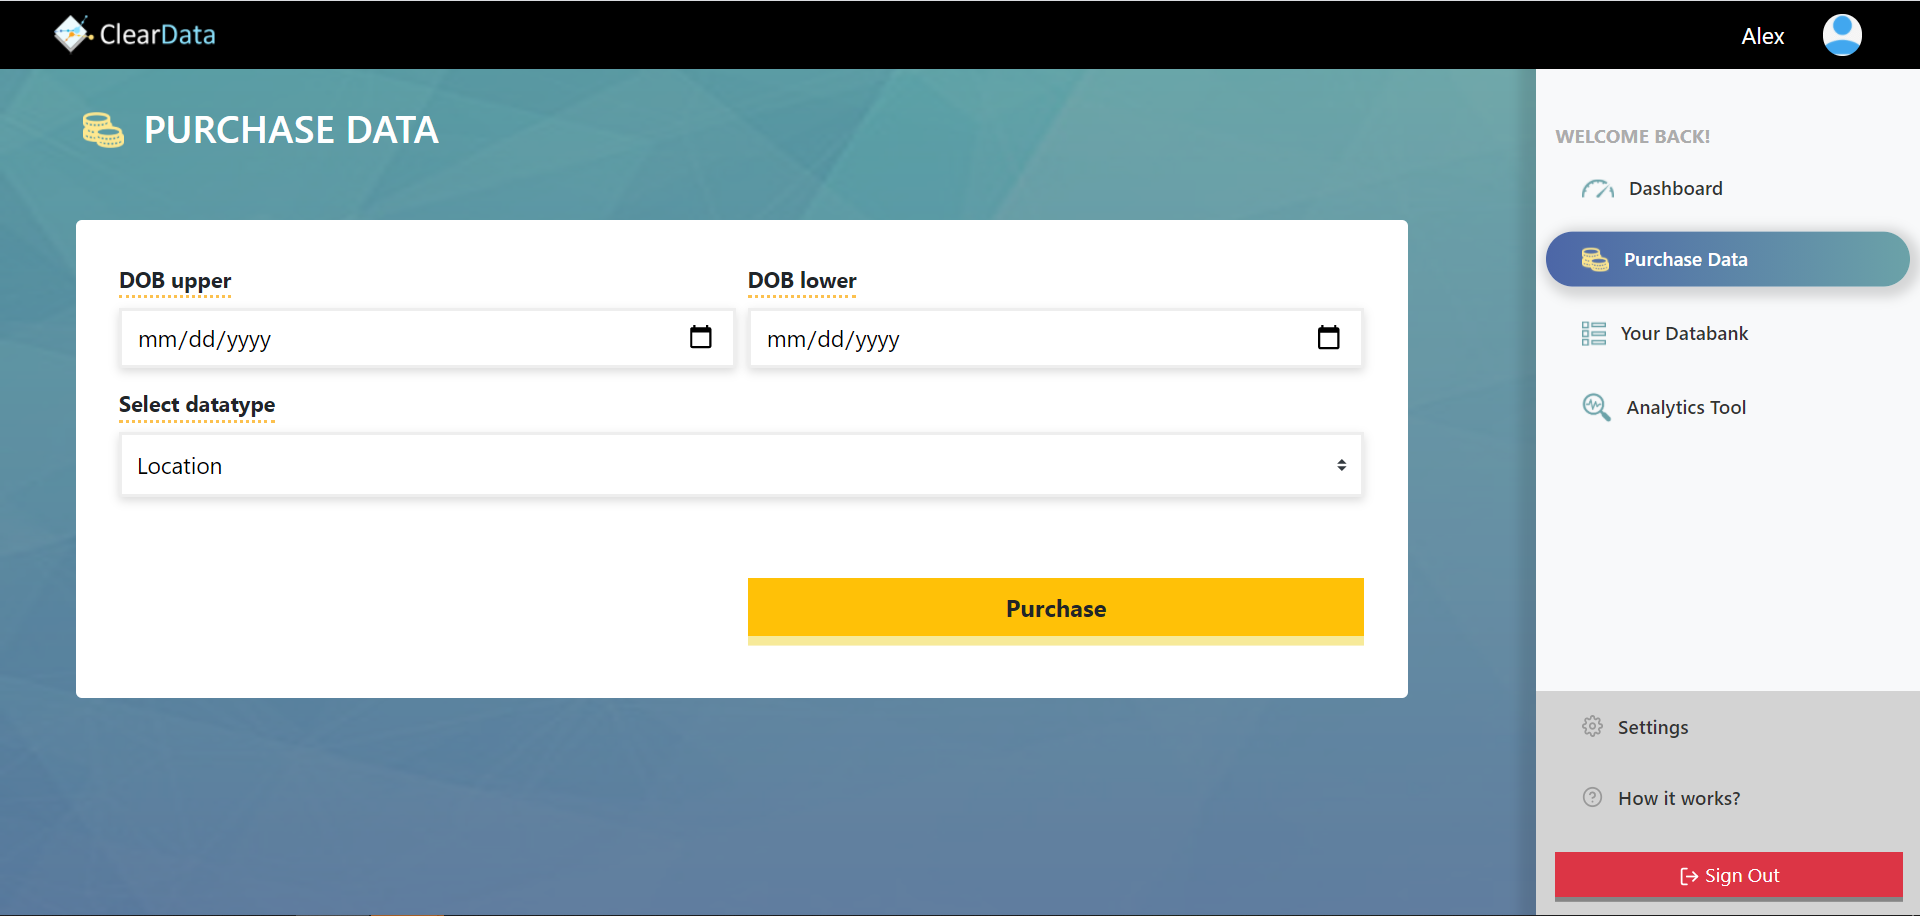 ClearData
Alex
PURCHASE DATA
DOB upper
DOB lower
mm/dd/yyyy
mm/dd/yyyy
Select datatype
Location
Purchase
WELCOME BACK!
Dashboard
Purchase Data
Your Databank
Analytics Tool
Settings
How it works?
Sign Out